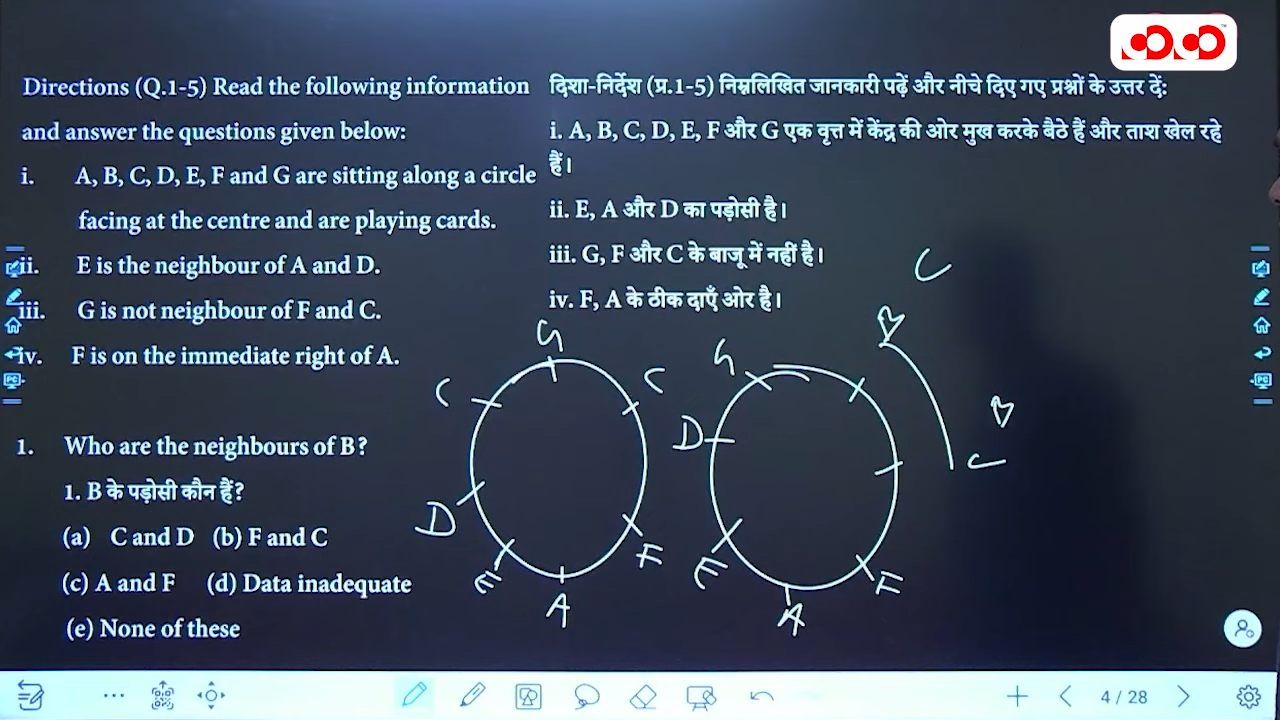 Directions (Q.1-5) Read the following information
and answer the questions given below:
i. A, B, C, D, E, F and G are sitting along a circle
facing at the centre and are playing cards.
ii. E is the neighbour of A and D.
iii. G is not neighbour of F and C.
iv. F is on the immediate right of A.
1. Who are the neighbours of B?
1. B के पड़ोसी कौन हैं?
(a) C and D (b) F and C
(c) A and F (d) Data inadequate
(e) None of these
दिशा-निर्देश (प्र.1-5) निम्नलिखित जानकारी पढ़ें और नीचे दिए गए प्रश्नों के उत्तर दें:
i. A, B, C, D, E, F और G एक वृत्त में केंद्र की ओर मुख करके बैठे हैं और ताश खेल रहे
हैं।
ii. E, A और D का पड़ोसी है।
iii. G, F और C के बाजू में नहीं है।
iv. F, A के ठीक दाएँ ओर है।
G
C C
D
E F
A
C
G B
D B
C
E F
A
4 / 28